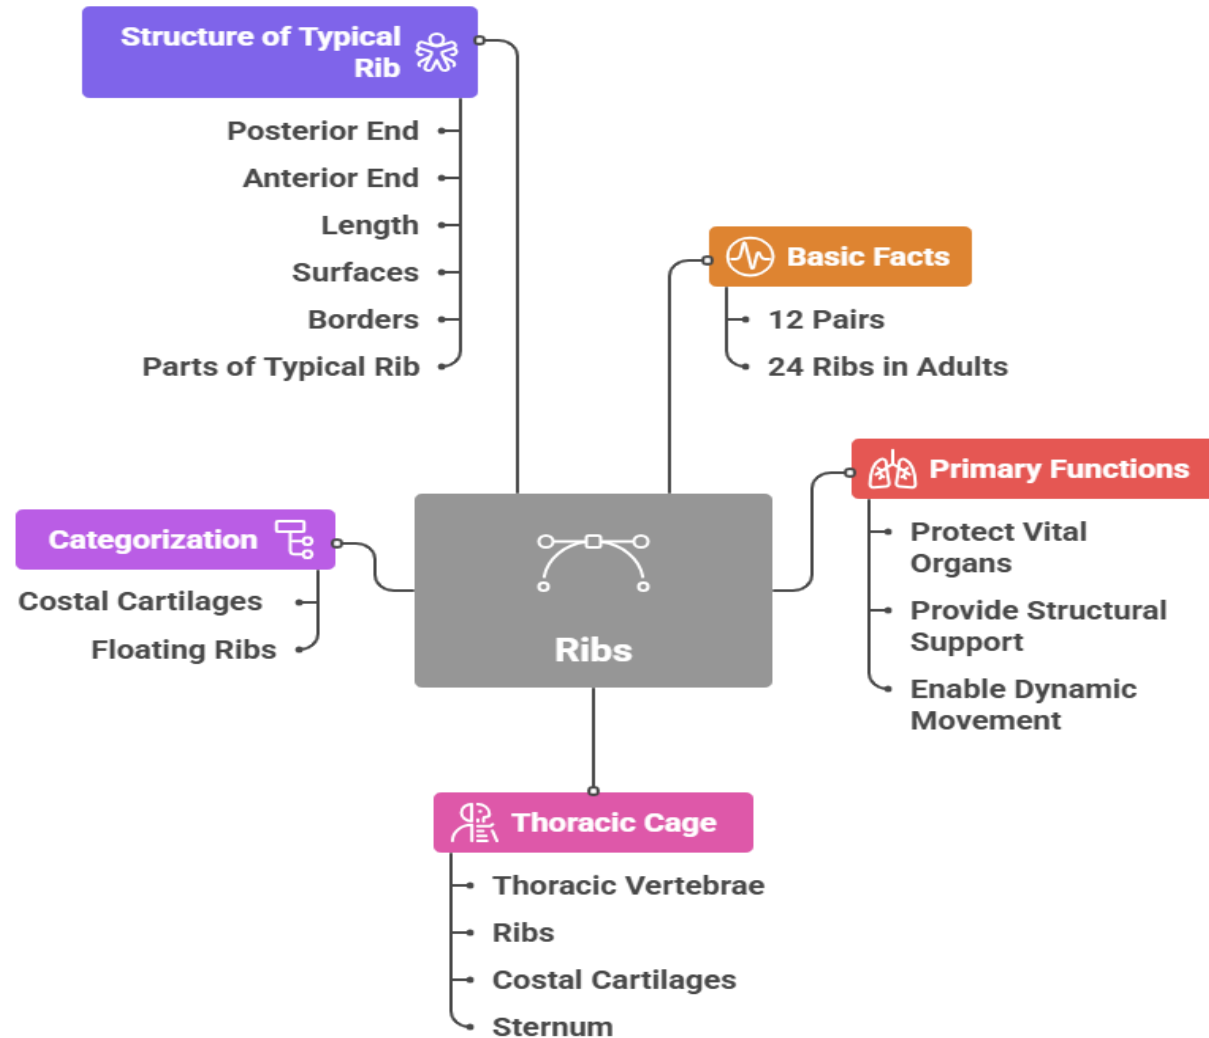 Structure of Typical
Rib
Posterior End
Anterior End
Length
Surfaces
Borders
Parts of Typical Rib
Basic Facts
12 Pairs
24 Ribs in Adults
Primary Functions
Protect Vital
Organs
Provide Structural
Support
Enable Dynamic
Movement
Categorization
Costal Cartilages
Floating Ribs
Ribs
Thoracic Cage
Thoracic Vertebrae
Ribs
Costal Cartilages
Sternum